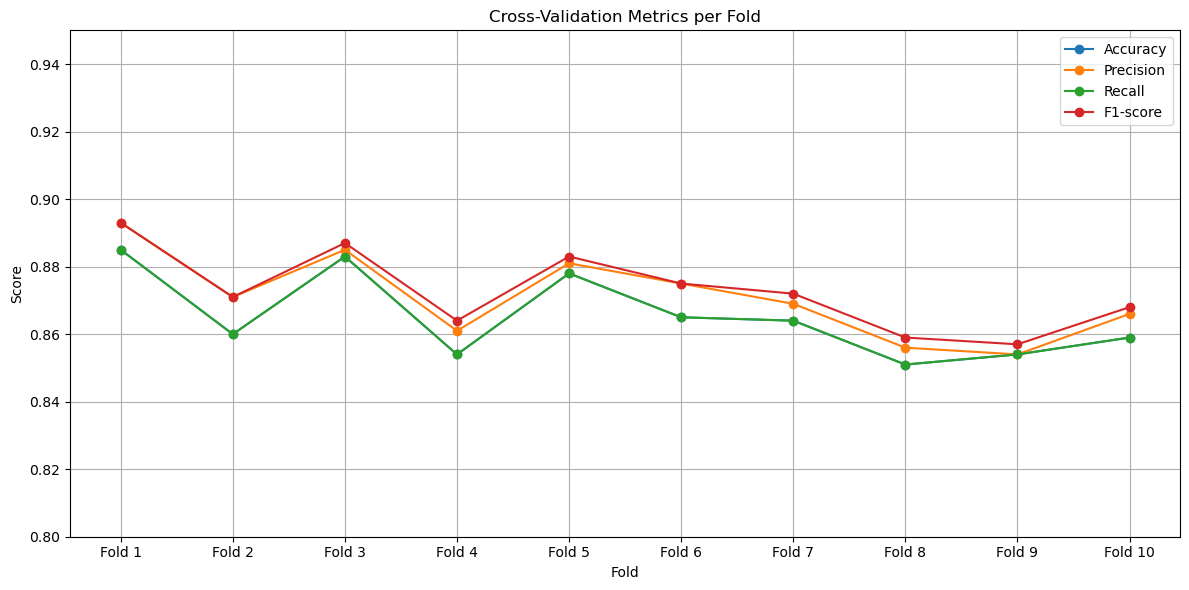 Cross-Validation Metrics per Fold
Accuracy
Precision
Recall
F1-score
0.94
0.92
0.90
0.88
0.86
0.84
0.82
0.80
Score
Fold 1 Fold 2 Fold 3 Fold 4 Fold 5 Fold 6 Fold 7 Fold 8 Fold 9 Fold 10
Fold